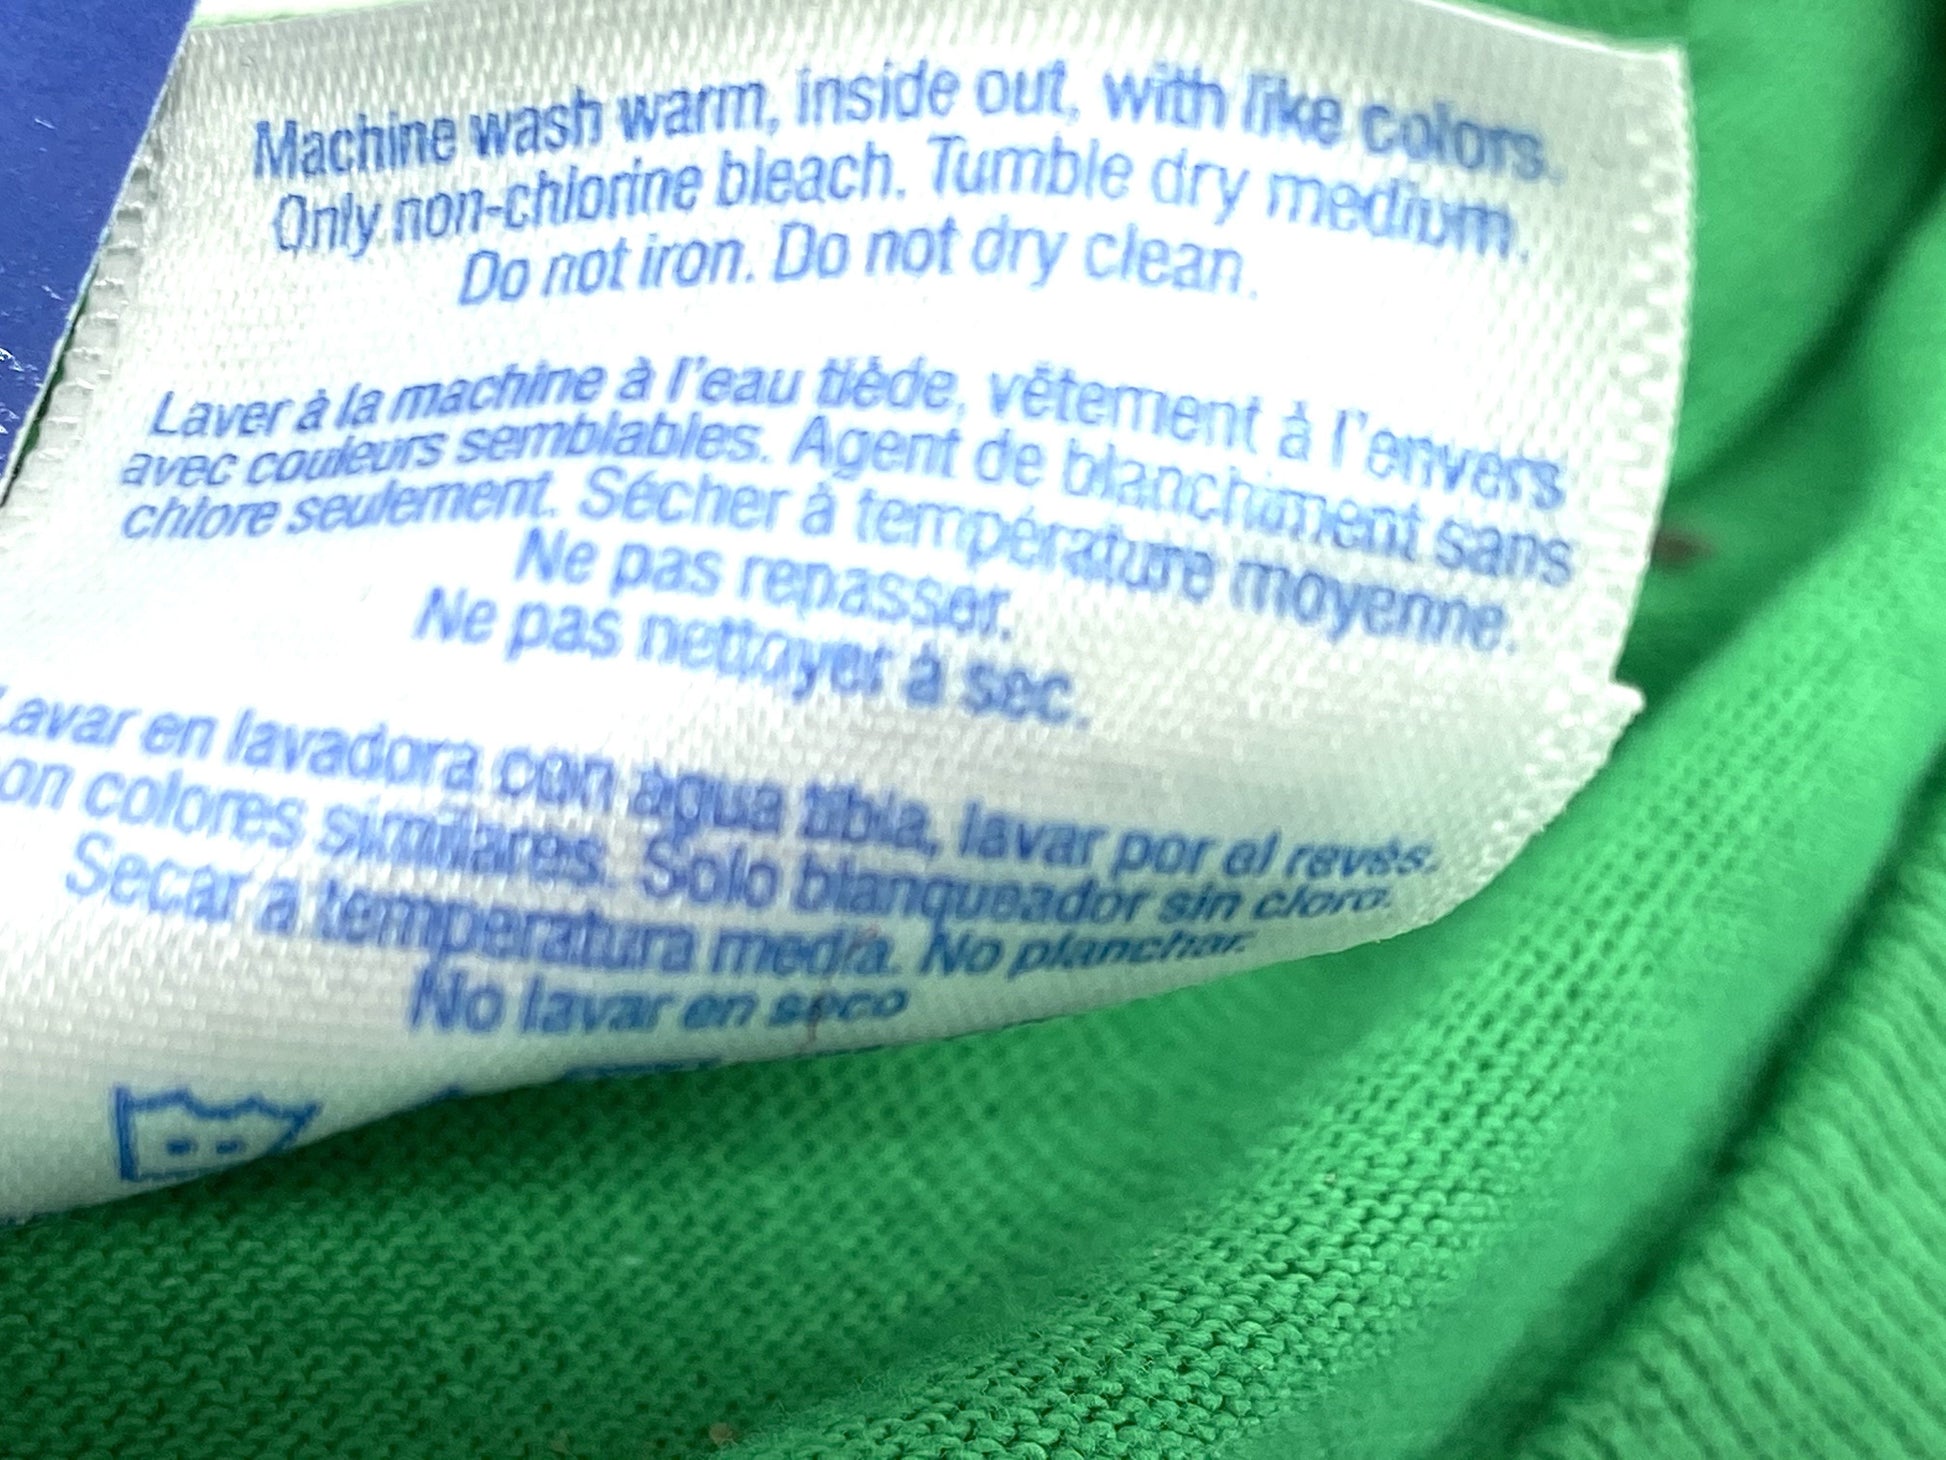 Machine wash warm, inside out, with like colors.
Only non-chlorine bleach. Tumble dry medium.
Do not iron. Do not dry clean.
Laver à la machine à l'eau tiède, vêtement à l'envers
avec couleurs semblables. Agent de blanchiment sans
chlore seulement. Sécher à température moyenne.
Ne pas repasser.
Ne pas nettoyer à sec.
Lavar en lavadora con agua tibia, lavar por el revés.
on colores similares. Solo blanqueador sin cloro.
Secar a temperatura media. No planchar.
No lavar en seco